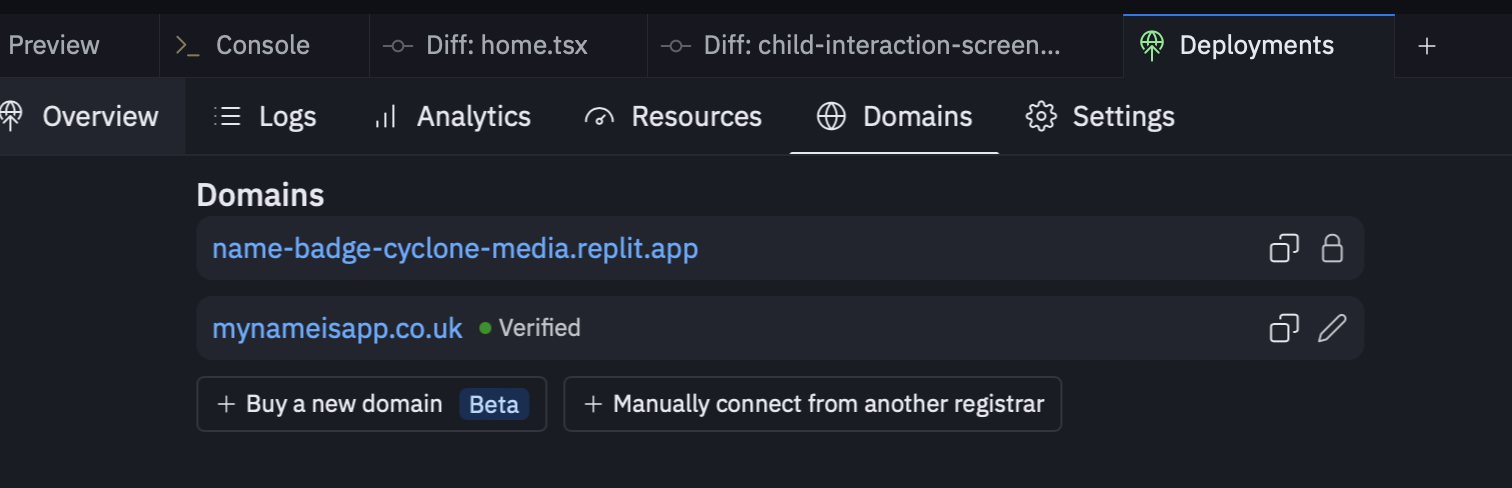 Preview >_ Console Diff: home.tsx Diff: child-interaction-screen... Deployments +
Overview Logs Analytics Resources Domains Settings
Domains
name-badge-cyclone-media.replit.app
mynameisapp.co.uk Verified
+ Buy a new domain Beta + Manually connect from another registrar